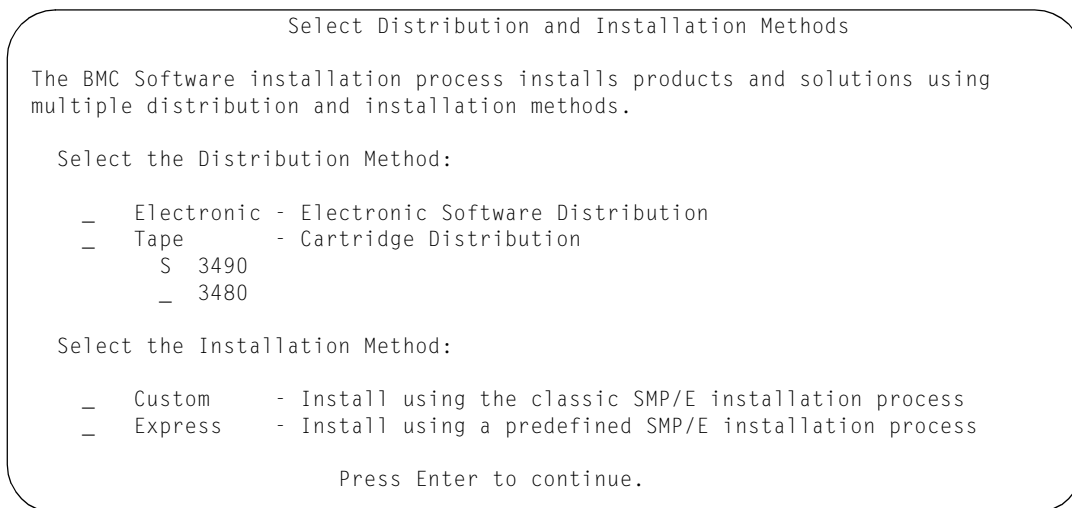 Select Distribution and Installation Methods
The BMC Software installation process installs products and solutions using
multiple distribution and installation methods.
Select the Distribution Method:
_ Electronic - Electronic Software Distribution
_ Tape - Cartridge Distribution
S 3490
_ 3480
Select the Installation Method:
_ Custom - Install using the classic SMP/E installation process
_ Express - Install using a predefined SMP/E installation process
Press Enter to continue.